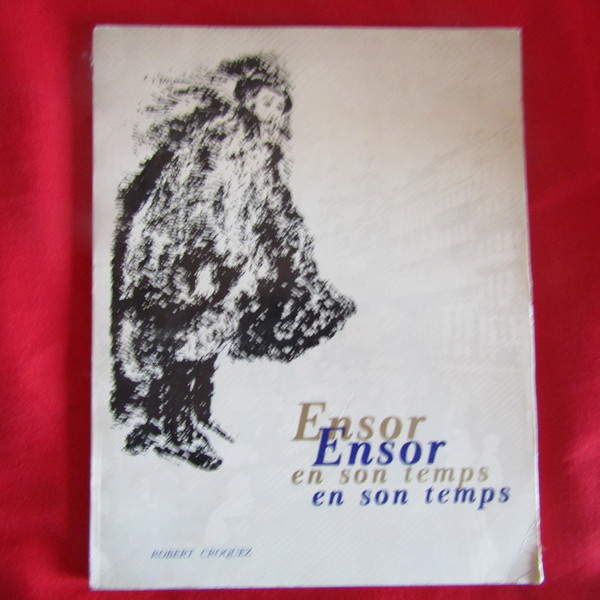 Ensor
Ensor
en son temps
en son temps
ROBERT CROQUEZ